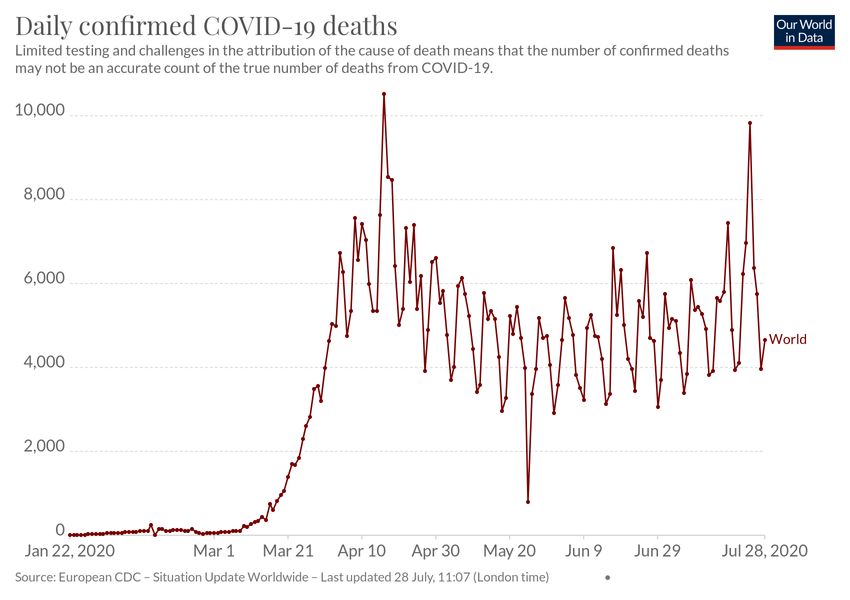 Daily confirmed COVID-19 deaths
Our World
in Data
Limited testing and challenges in the attribution of the cause of death means that the number of confirmed deaths
may not be an accurate count of the true number of deaths from COVID-19.
10,000
8,000
6,000
4,000
2,000
0
World
Jan 22, 2020
Mar 1
Mar 21
Apr 10
Apr 30
May 20
Jun 9
Jun 29
Jul 28, 2020
Source: European CDC – Situation Update Worldwide – Last updated 28 July, 11:07 (London time)